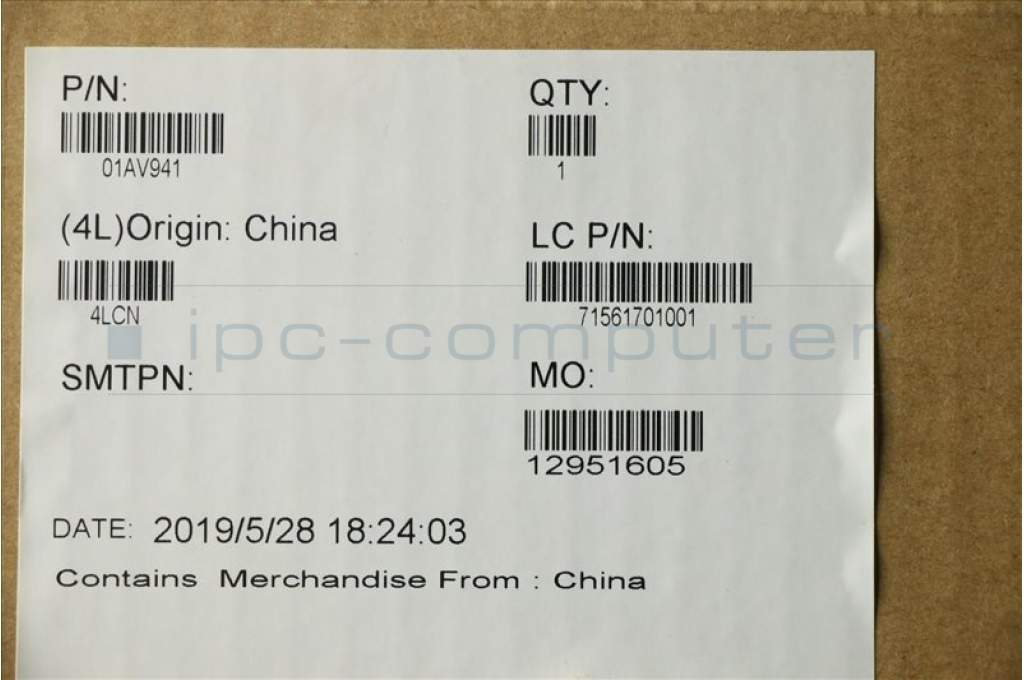 P/N:
01AV941
QTY:
1
(4L)Origin: China
4LCN
LC P/N:
71561701001
ipc-computer
SMTPN:
MO:
12951605
DATE: 2019/5/28 18:24:03
Contains Merchandise From : China